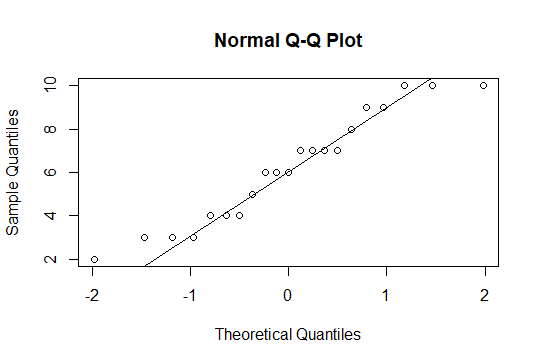 Normal Q-Q Plot
Sample Quantiles
10
8
6
4
2
-2 -1 0 1 2
Theoretical Quantiles